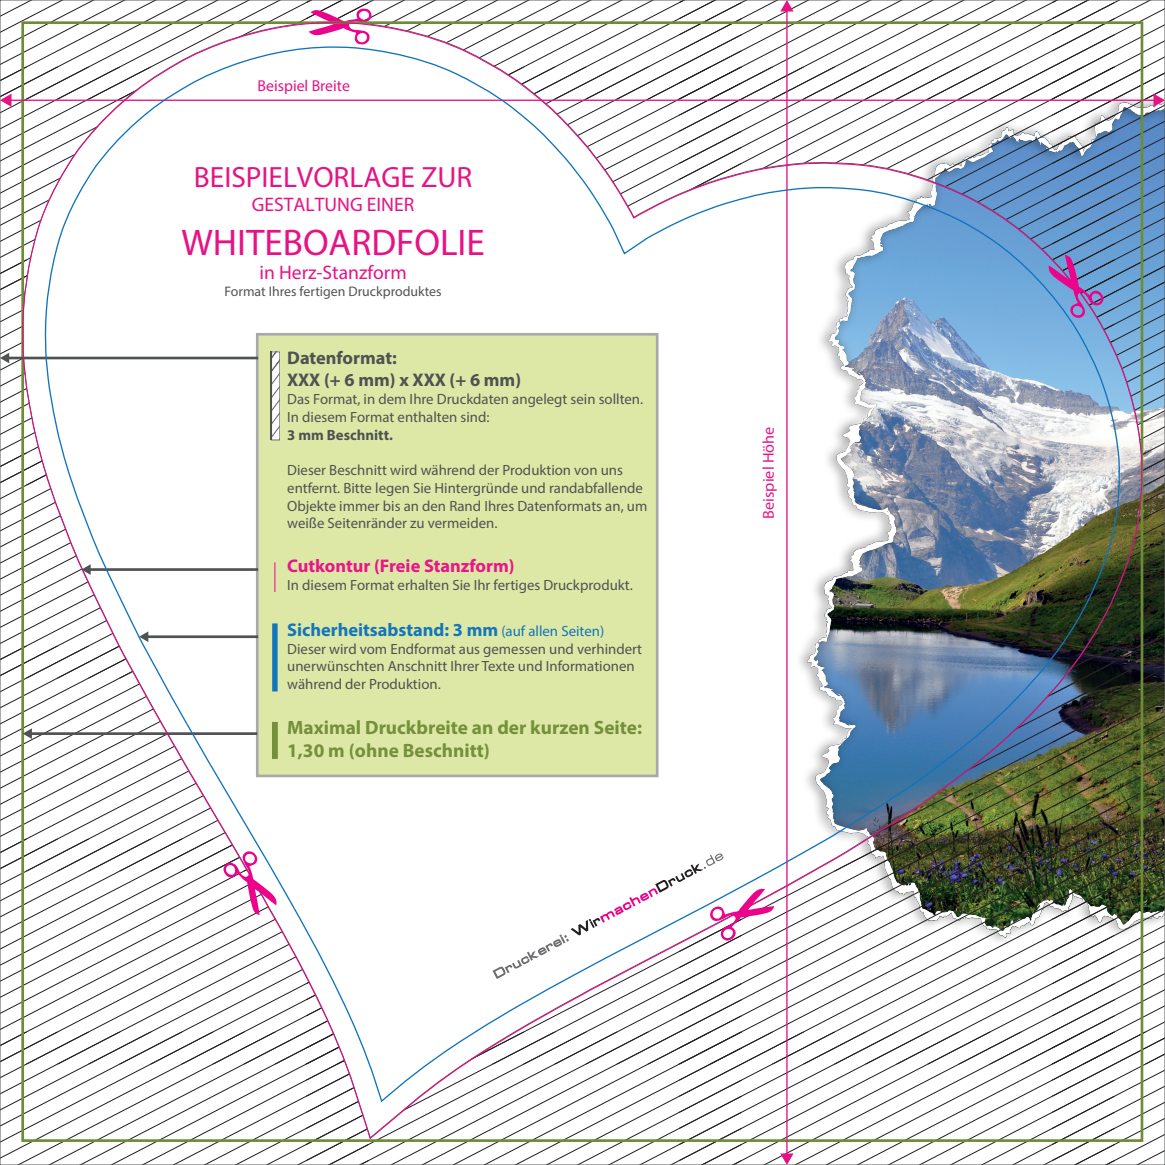 Beispiel Breite
BEISPIELVORLAGE ZUR
GESTALTUNG EINER
WHITEBOARDFOLIE
in Herz-Stanzform
Format Ihres fertigen Druckproduktes
Datenformat:
XXX (+ 6 mm) x XXX (+ 6 mm)
Das Format, in dem Ihre Druckdaten angelegt sein sollten.
In diesem Format enthalten sind:
3 mm Beschnitt.
Dieser Beschnitt wird während der Produktion von uns
entfernt. Bitte legen Sie Hintergründe und randabfallende
Objekte immer bis an den Rand Ihres Datenformats an, um
weiße Seitenränder zu vermeiden.
Cutkontur (Freie Stanzform)
In diesem Format erhalten Sie Ihr fertiges Druckprodukt.
Sicherheitsabstand: 3 mm (auf allen Seiten)
Dieser wird vom Endformat aus gemessen und verhindert
unerwünschten Anschnitt Ihrer Texte und Informationen
während der Produktion.
Maximal Druckbreite an der kurzen Seite:
1,30 m (ohne Beschnitt)
Beispiel Höhe
Druckerei: WirmachenDruck.de